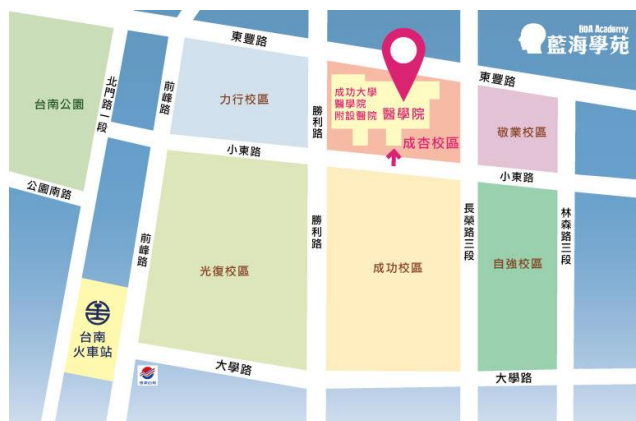 BOA Academy
藍海學苑
東豐路
東豐路
台南公園
北門路一段
前峰路
力行校區
勝利路
成功大學
醫學院
附設醫院
醫學院
成杏校區
敬業校區
小東路
小東路
公園南路
前峰路
光復校區
勝利路
成功校區
長榮路三段
自強校區
林森路三段
台南
火車站
大學路
大學路